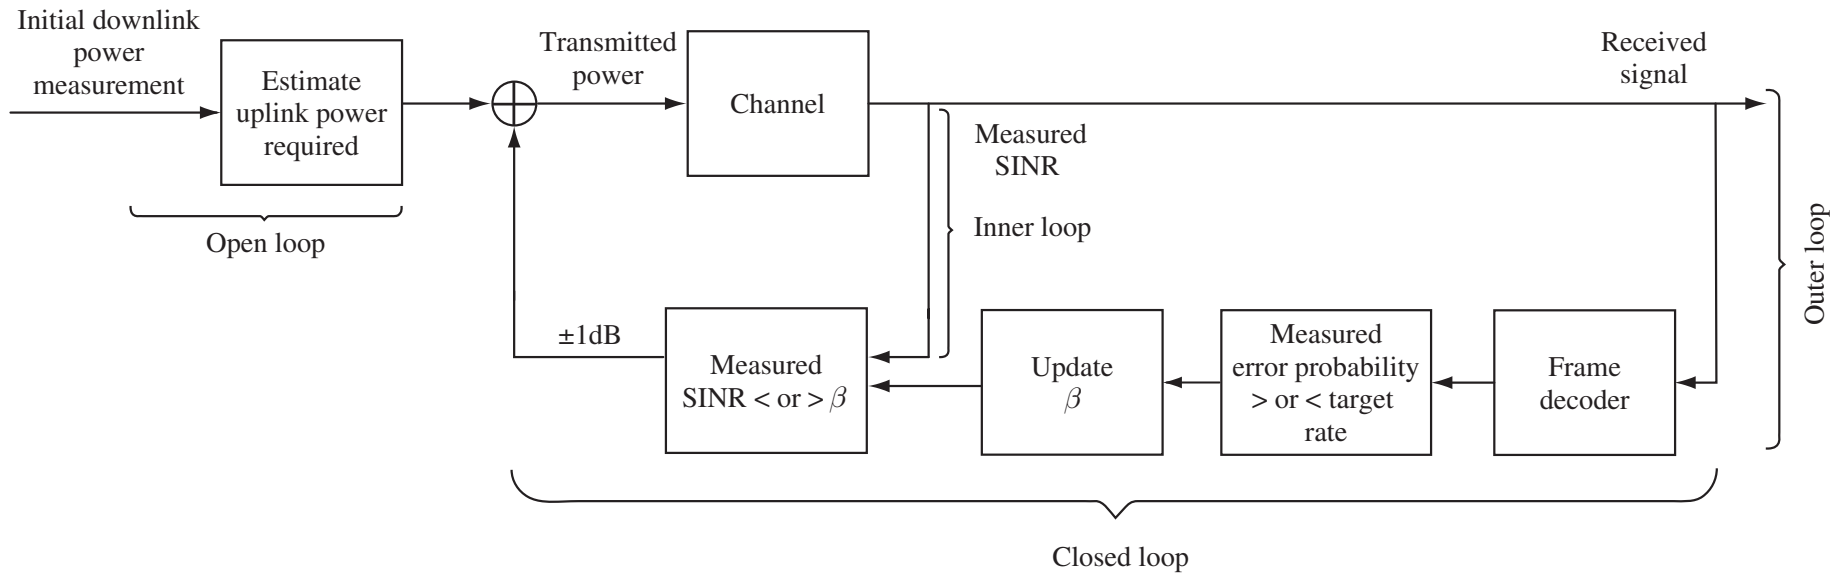 Initial downlink
power
measurement
Estimate
uplink power
required
Open loop
Transmitted
power
Channel
Received
signal
Measured
SINR
Inner loop
Outer loop
±1dB
Measured
SINR < or > β
Update
β
Measured
error probability
> or < target
rate
Frame
decoder
Closed loop